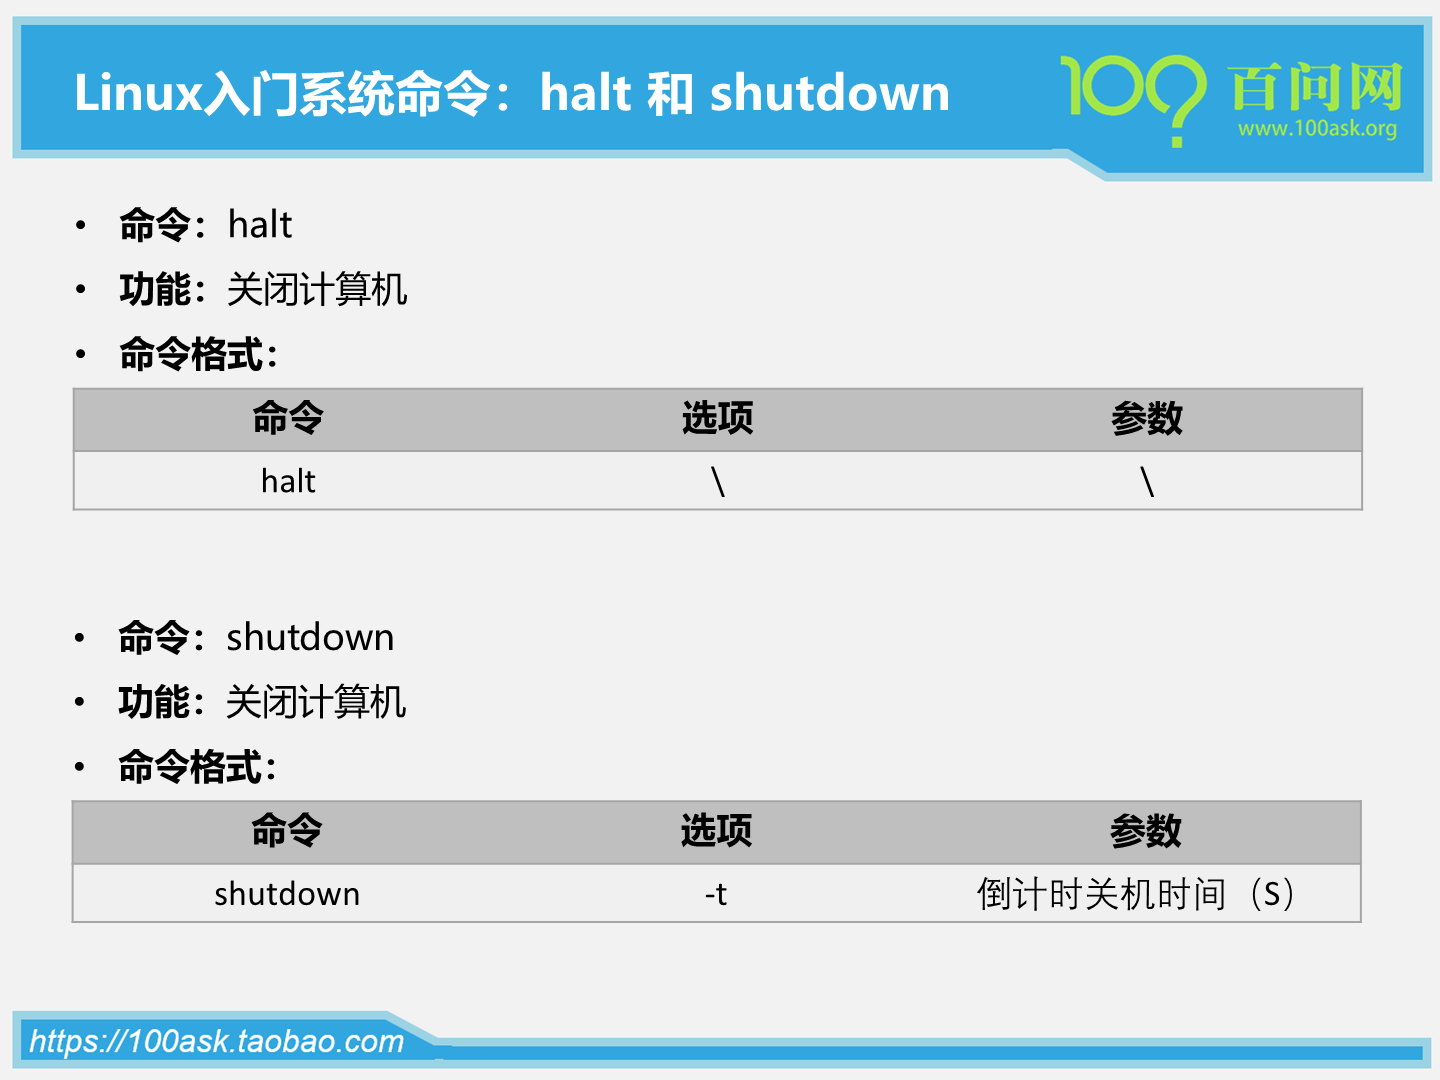 Linux入门系统命令：halt 和 shutdown
100? 百问网
www.100ask.org
• 命令：halt
• 功能：关闭计算机
• 命令格式：
命令 选项 参数
halt \ \
• 命令：shutdown
• 功能：关闭计算机
• 命令格式：
命令 选项 参数
shutdown -t 倒计时关机时间（S）
https://100ask.taobao.com